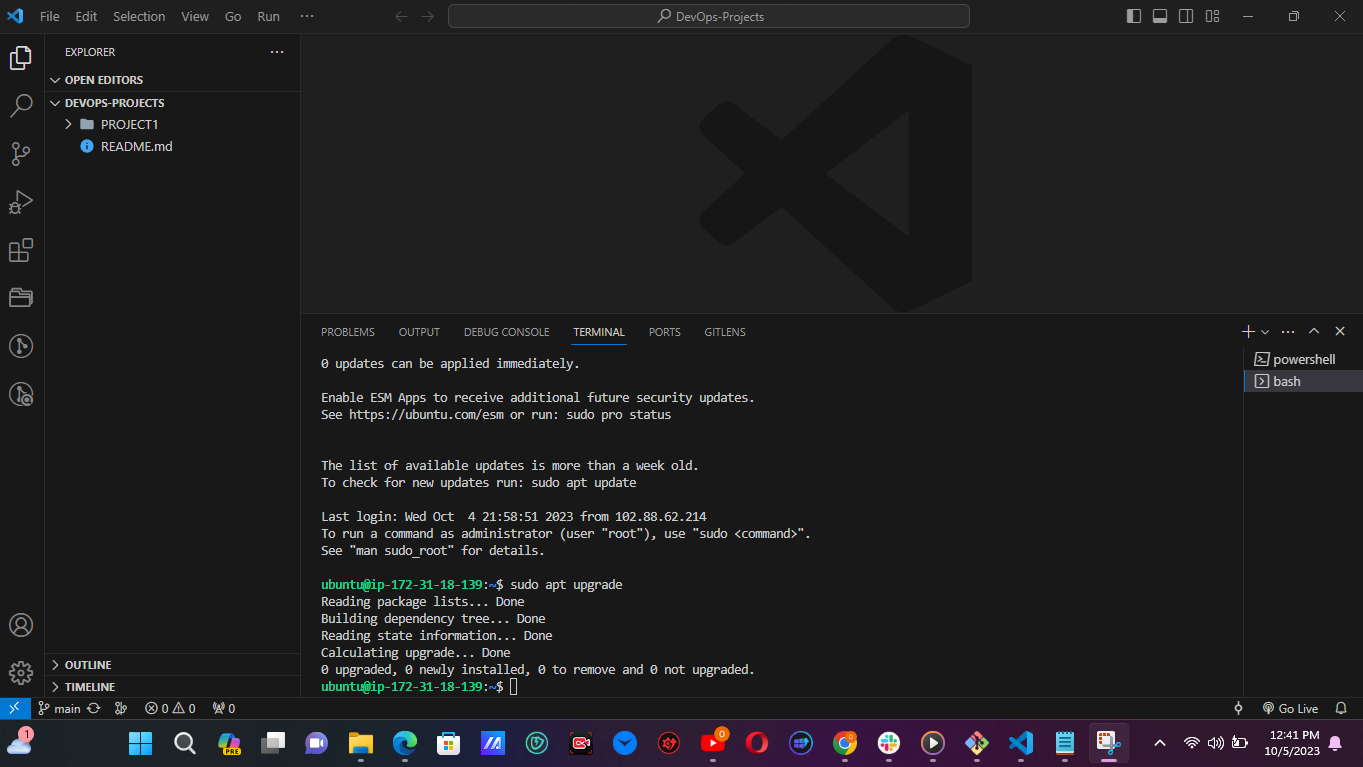 File Edit Selection View Go Run ···
DevOps-Projects
EXPLORER
OPEN EDITORS
DEVOPS-PROJECTS
PROJECT1
README.md
OUTLINE
TIMELINE
PROBLEMS OUTPUT DEBUG CONSOLE TERMINAL PORTS GITLENS
powershell
bash
0 updates can be applied immediately.
Enable ESM Apps to receive additional future security updates.
See https://ubuntu.com/esm or run: sudo pro status
The list of available updates is more than a week old.
To check for new updates run: sudo apt update
Last login: Wed Oct  4 21:58:51 2023 from 102.88.62.214
To run a command as administrator (user "root"), use "sudo <command>".
See "man sudo_root" for details.
ubuntu@ip-172-31-18-139:~$ sudo apt upgrade
Reading package lists... Done
Building dependency tree... Done
Reading state information... Done
Calculating upgrade... Done
0 upgraded, 0 newly installed, 0 to remove and 0 not upgraded.
ubuntu@ip-172-31-18-139:~$
main 0 0 0 Go Live
1
PRE
0
12:41 PM
10/5/2023